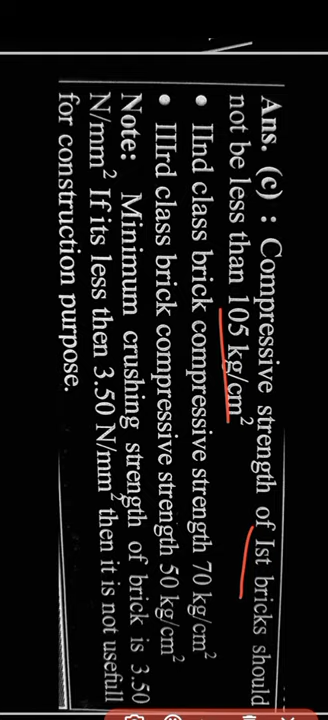 Ans. (c) : Compressive strength of Ist bricks should
not be less than 105 kg/cm²
• IInd class brick compressive strength 70 kg/cm²
• IIIrd class brick compressive strength 50 kg/cm²
Note: Minimum crushing strength of brick is 3.50
N/mm² If its less then 3.50 N/mm² then it is not usefull
for construction purpose.